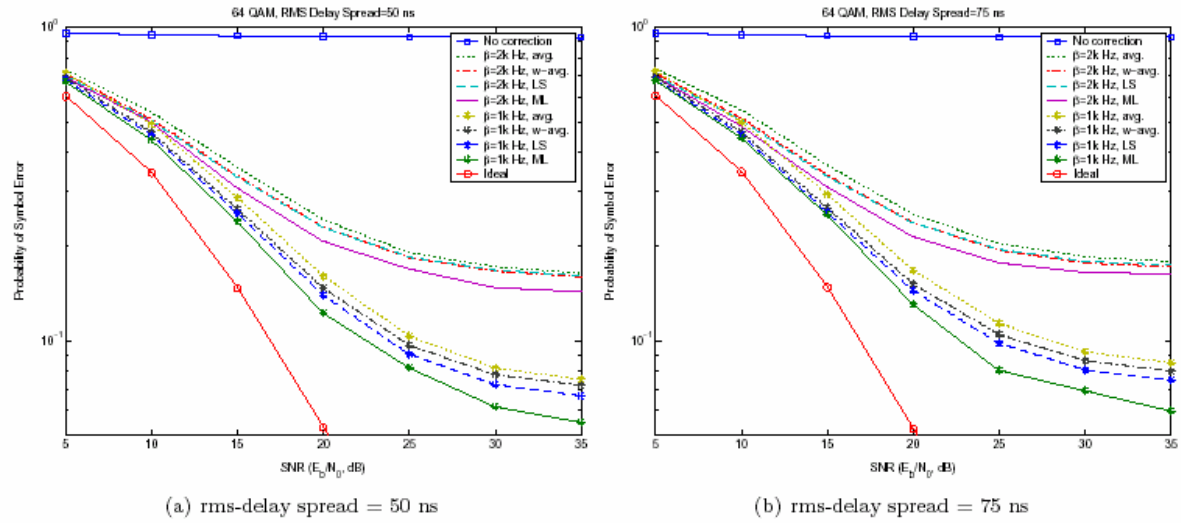 64 QAM, RMS Delay Spread=50 ns
10^0
10^-1
Probability of Symbol Error
No correction
β=2k Hz, avg.
β=2k Hz, w-avg.
β=2k Hz, LS
β=2k Hz, ML
β=1k Hz, avg.
β=1k Hz, w-avg.
β=1k Hz, LS
β=1k Hz, ML
Ideal
5 10 15 20 25 30 35
SNR (E_b/N_0, dB)
(a) rms-delay spread = 50 ns
64 QAM, RMS Delay Spread=75 ns
10^0
10^-1
Probability of Symbol Error
No correction
β=2k Hz, avg.
β=2k Hz, w-avg.
β=2k Hz, LS
β=2k Hz, ML
β=1k Hz, avg.
β=1k Hz, w-avg.
β=1k Hz, LS
β=1k Hz, ML
Ideal
5 10 15 20 25 30 35
SNR (E_b/N_0, dB)
(b) rms-delay spread = 75 ns